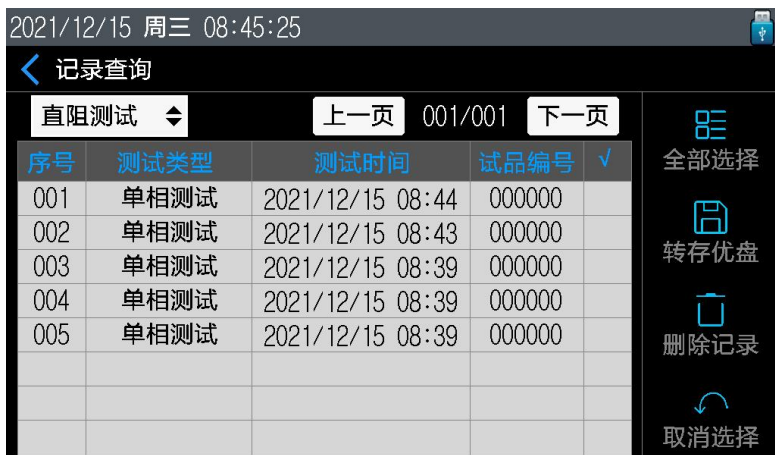 2021/12/15 周三 08:45:25
记录查询
直阻测试 上一页 001/001 下一页
序号 测试类型 测试时间 试品编号 √
001 单相测试 2021/12/15 08:44 000000
002 单相测试 2021/12/15 08:43 000000
003 单相测试 2021/12/15 08:39 000000
004 单相测试 2021/12/15 08:39 000000
005 单相测试 2021/12/15 08:39 000000
全部选择
转存优盘
删除记录
取消选择